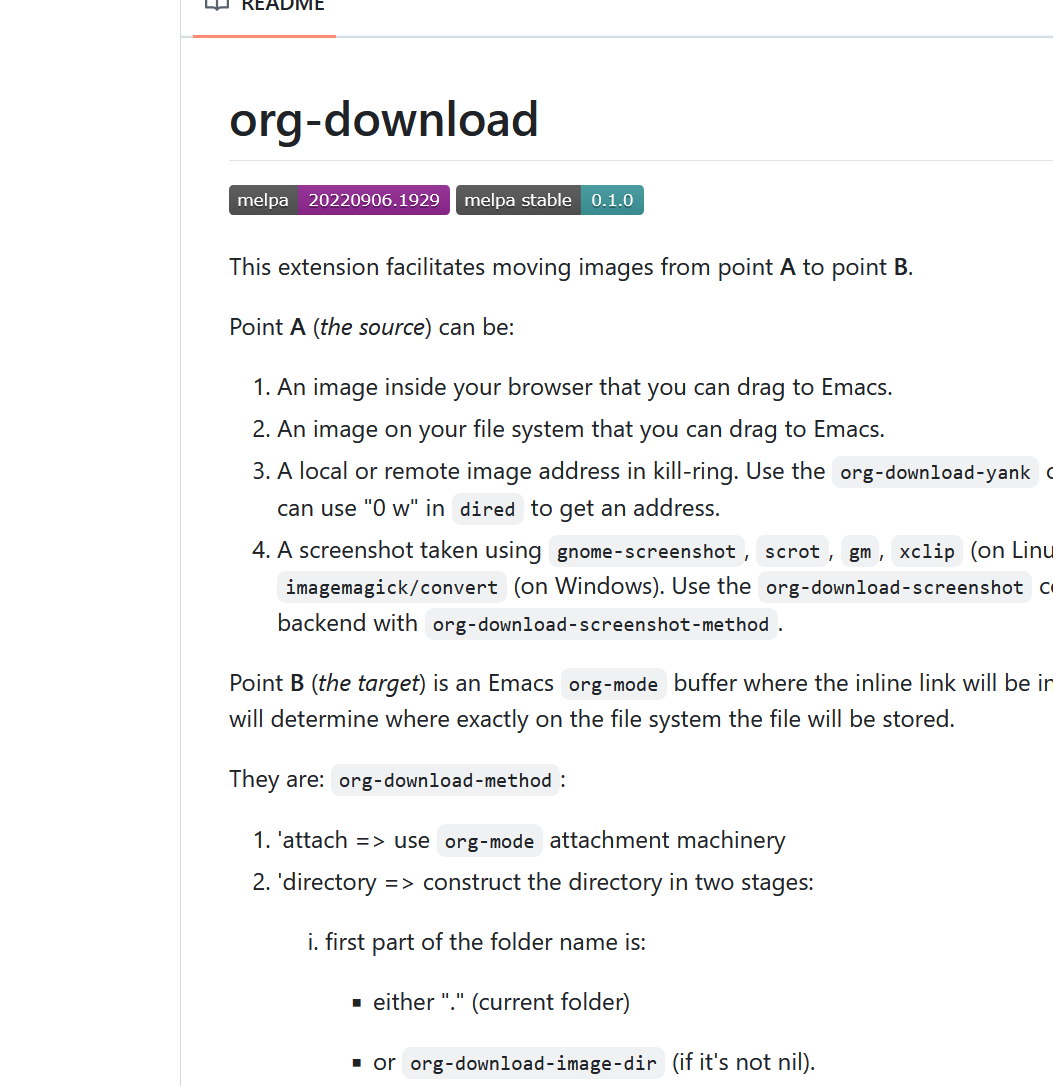 README
org-download
melpa 20220906.1929 melpa stable 0.1.0
This extension facilitates moving images from point A to point B.
Point A (the source) can be:
1. An image inside your browser that you can drag to Emacs.
2. An image on your file system that you can drag to Emacs.
3. A local or remote image address in kill-ring. Use the org-download-yank
can use "0 w" in dired to get an address.
4. A screenshot taken using gnome-screenshot, scrot, gm, xclip (on Linu
imagemagick/convert (on Windows). Use the org-download-screenshot
backend with org-download-screenshot-method.
Point B (the target) is an Emacs org-mode buffer where the inline link will be in
will determine where exactly on the file system the file will be stored.
They are: org-download-method:
1. 'attach => use org-mode attachment machinery
2. 'directory => construct the directory in two stages:
i. first part of the folder name is:
▪ either "." (current folder)
▪ or org-download-image-dir (if it's not nil).